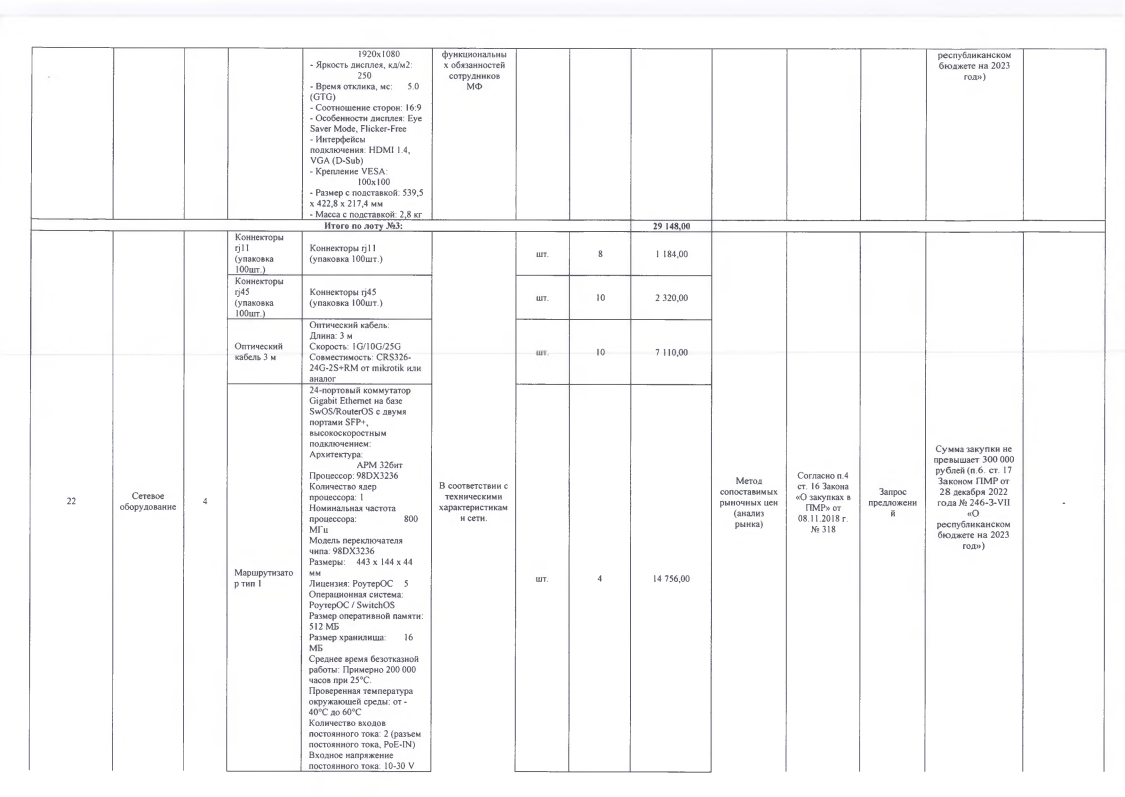 1920x1080
- Яркость дисплея, кд/м2:
250
- Время отклика, мс: 5.0
(GTG)
- Соотношение сторон: 16:9
- Особенности дисплея: Eye
Saver Mode, Flicker-Free
- Интерфейсы
подключения: HDMI 1.4,
VGA (D-Sub)
- Крепление VESA:
100x100
- Размер с подставкой: 539,5
x 422,8 x 217,4 мм
- Масса с подставкой: 2,8 кг
функциональны
х обязанностей
сотрудников
МФ
республиканском
бюджете на 2023
год»)
Итого по лоту №3:
29 148,00
22
Сетевое
оборудование
4
Коннекторы
rj11
(упаковка
100шт.)
Коннекторы rj11
(упаковка 100шт.)
шт.
8
1 184,00
Коннекторы
rj45
(упаковка
100шт.)
Коннекторы rj45
(упаковка 100шт.)
шт.
10
2 320,00
Оптический
кабель 3 м
Оптический кабель:
Длина: 3 м
Скорость: 1G/10G/25G
Совместимость: CRS326-
24G-2S+RM от mikrotik или
аналог
шт.
10
7 110,00
Маршрутизато
р тип 1
24-портовый коммутатор
Gigabit Ethernet на базе
SwOS/RouterOS с двумя
портами SFP+,
высокоскоростным
подключением:
Архитектура:
АРМ 32бит
Процессор: 98DX3236
Количество ядер
процессора: 1
Номинальная частота
процессора: 800
МГц
Модель переключателя
чипа: 98DX3236
Размеры: 443 x 144 x 44
мм
Лицензия: РоутерОС 5
Операционная система:
РоутерОС / SwitchOS
Размер оперативной памяти:
512 МБ
Размер хранилища: 16
МБ
Среднее время безотказной
работы: Примерно 200 000
часов при 25°C.
Проверенная температура
окружающей среды: от -
40°C до 60°C
Количество входов
постоянного тока: 2 (разъем
постоянного тока, PoE-IN)
Входное напряжение
постоянного тока: 10-30 V
шт.
4
14 756,00
В соответствии с
техническими
характеристикам
и сети.
Метод
сопоставимых
рыночных цен
(анализ
рынка)
Согласно п.4
ст. 16 Закона
«О закупках в
ПМР» от
08.11.2018 г.
№ 318
Запрос
предложени
й
Сумма закупки не
превышает 300 000
рублей (п.6. ст. 17
Законом ПМР от
28 декабря 2022
года № 246-З-VII
«О
республиканском
бюджете на 2023
год»)
-